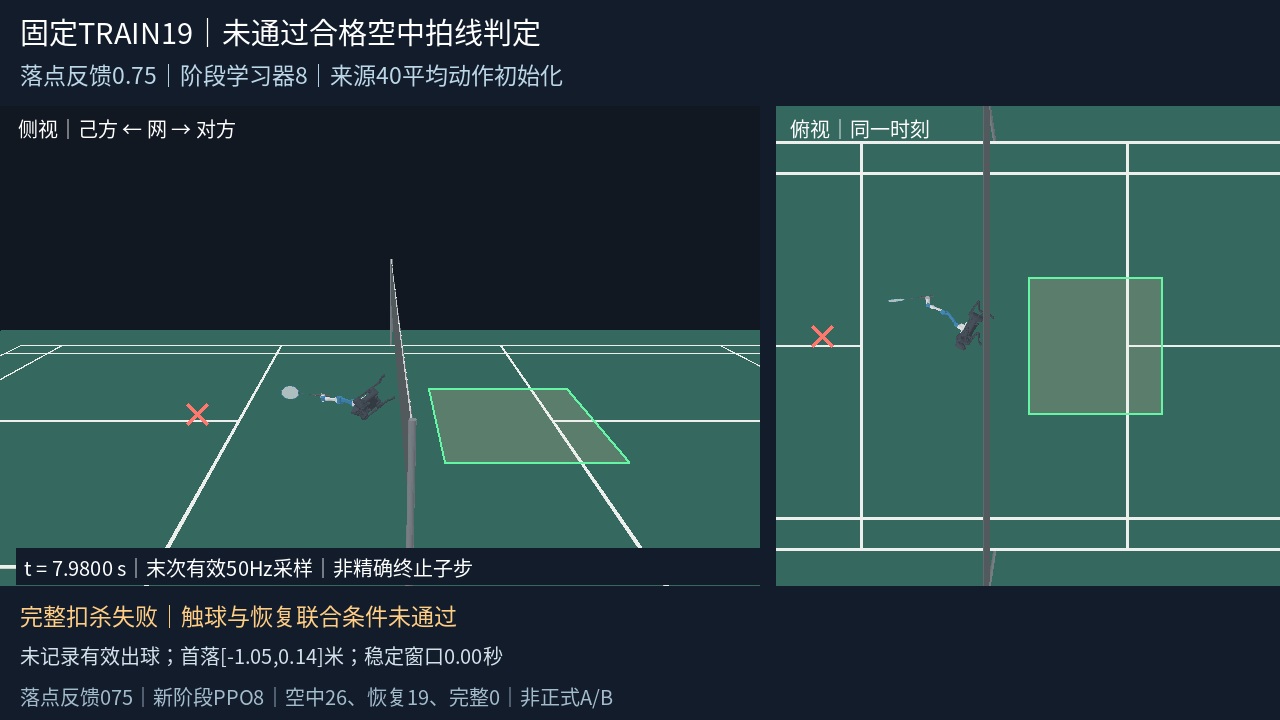 固定TRAIN19｜未通过合格空中拍线判定
落点反馈0.75｜阶段学习器8｜来源40平均动作初始化
侧视｜己方 ← 网 → 对方
俯视｜同一时刻
t = 7.9800 s｜末次有效50Hz采样｜非精确终止子步
完整扣杀失败｜触球与恢复联合条件未通过
未记录有效出球；首落[-1.05,0.14]米；稳定窗口0.00秒
落点反馈075｜新阶段PPO8｜空中26、恢复19、完整0｜非正式A/B